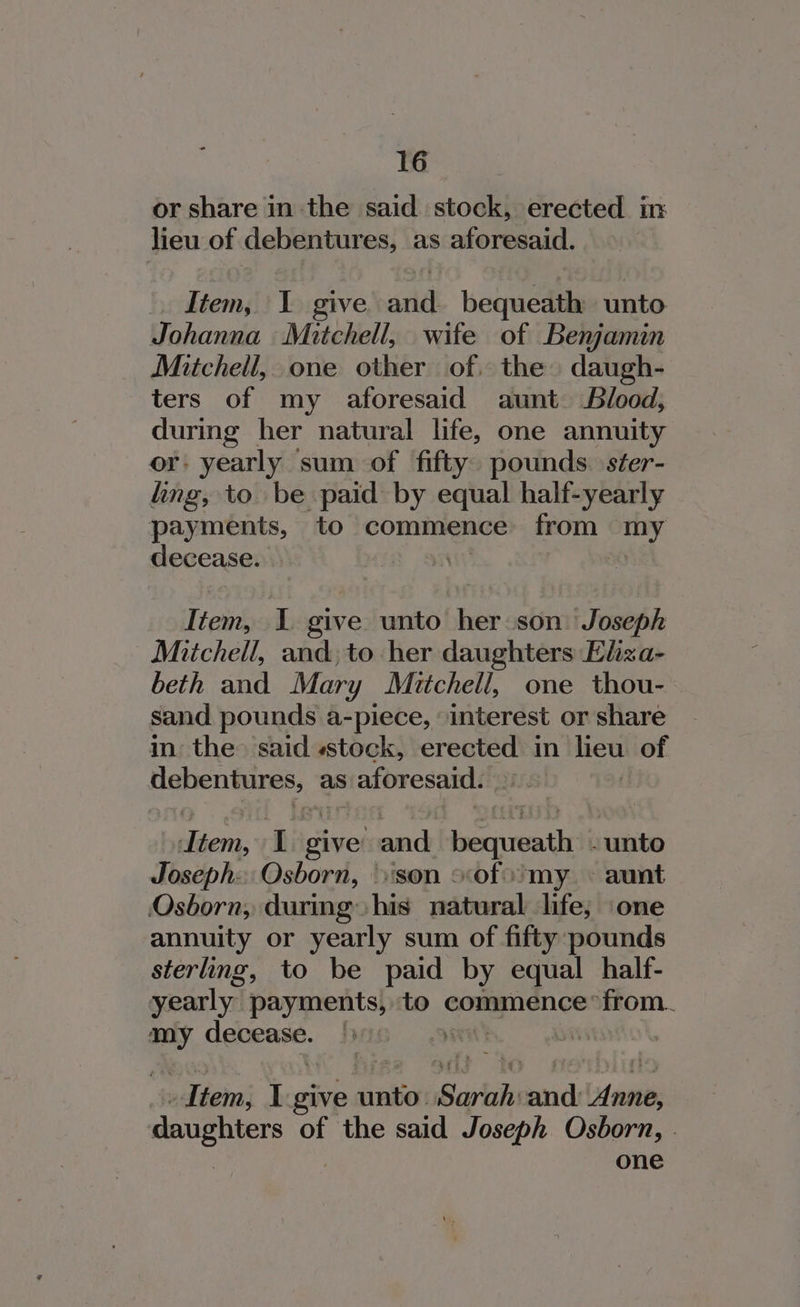 16
or share in the said stock, erected in
lieu of debentures, as aforesaid.
Item, I give and bequeath unto
Johanna Mitchell, wife of Benjamin
Mitchell, one other of the daugh-
ters of my aforesaid aunt Blood,
during her natural life, one annuity
or yearly sum of fifty pounds ster-
ling, to be paid by equal half-yearly
payments, to commence from my
decease.
Item, I give unto her son Joseph
Mitchell, and to her daughters Eliza-
beth and Mary Mitchell, one thou-
sand pounds a-piece, interest or share
in the said stock, erected in lieu of
debentures, as aforesaid.
Item, I give and bequeath unto
Joseph Osborn, son of my aunt
Osborn, during his natural life, one
annuity or yearly sum of fifty pounds
sterling, to be paid by equal half-
yearly payments, to commence from
my decease.
Item, I give unto Sarah and Anne,
daughters of the said Joseph Osborn,
one